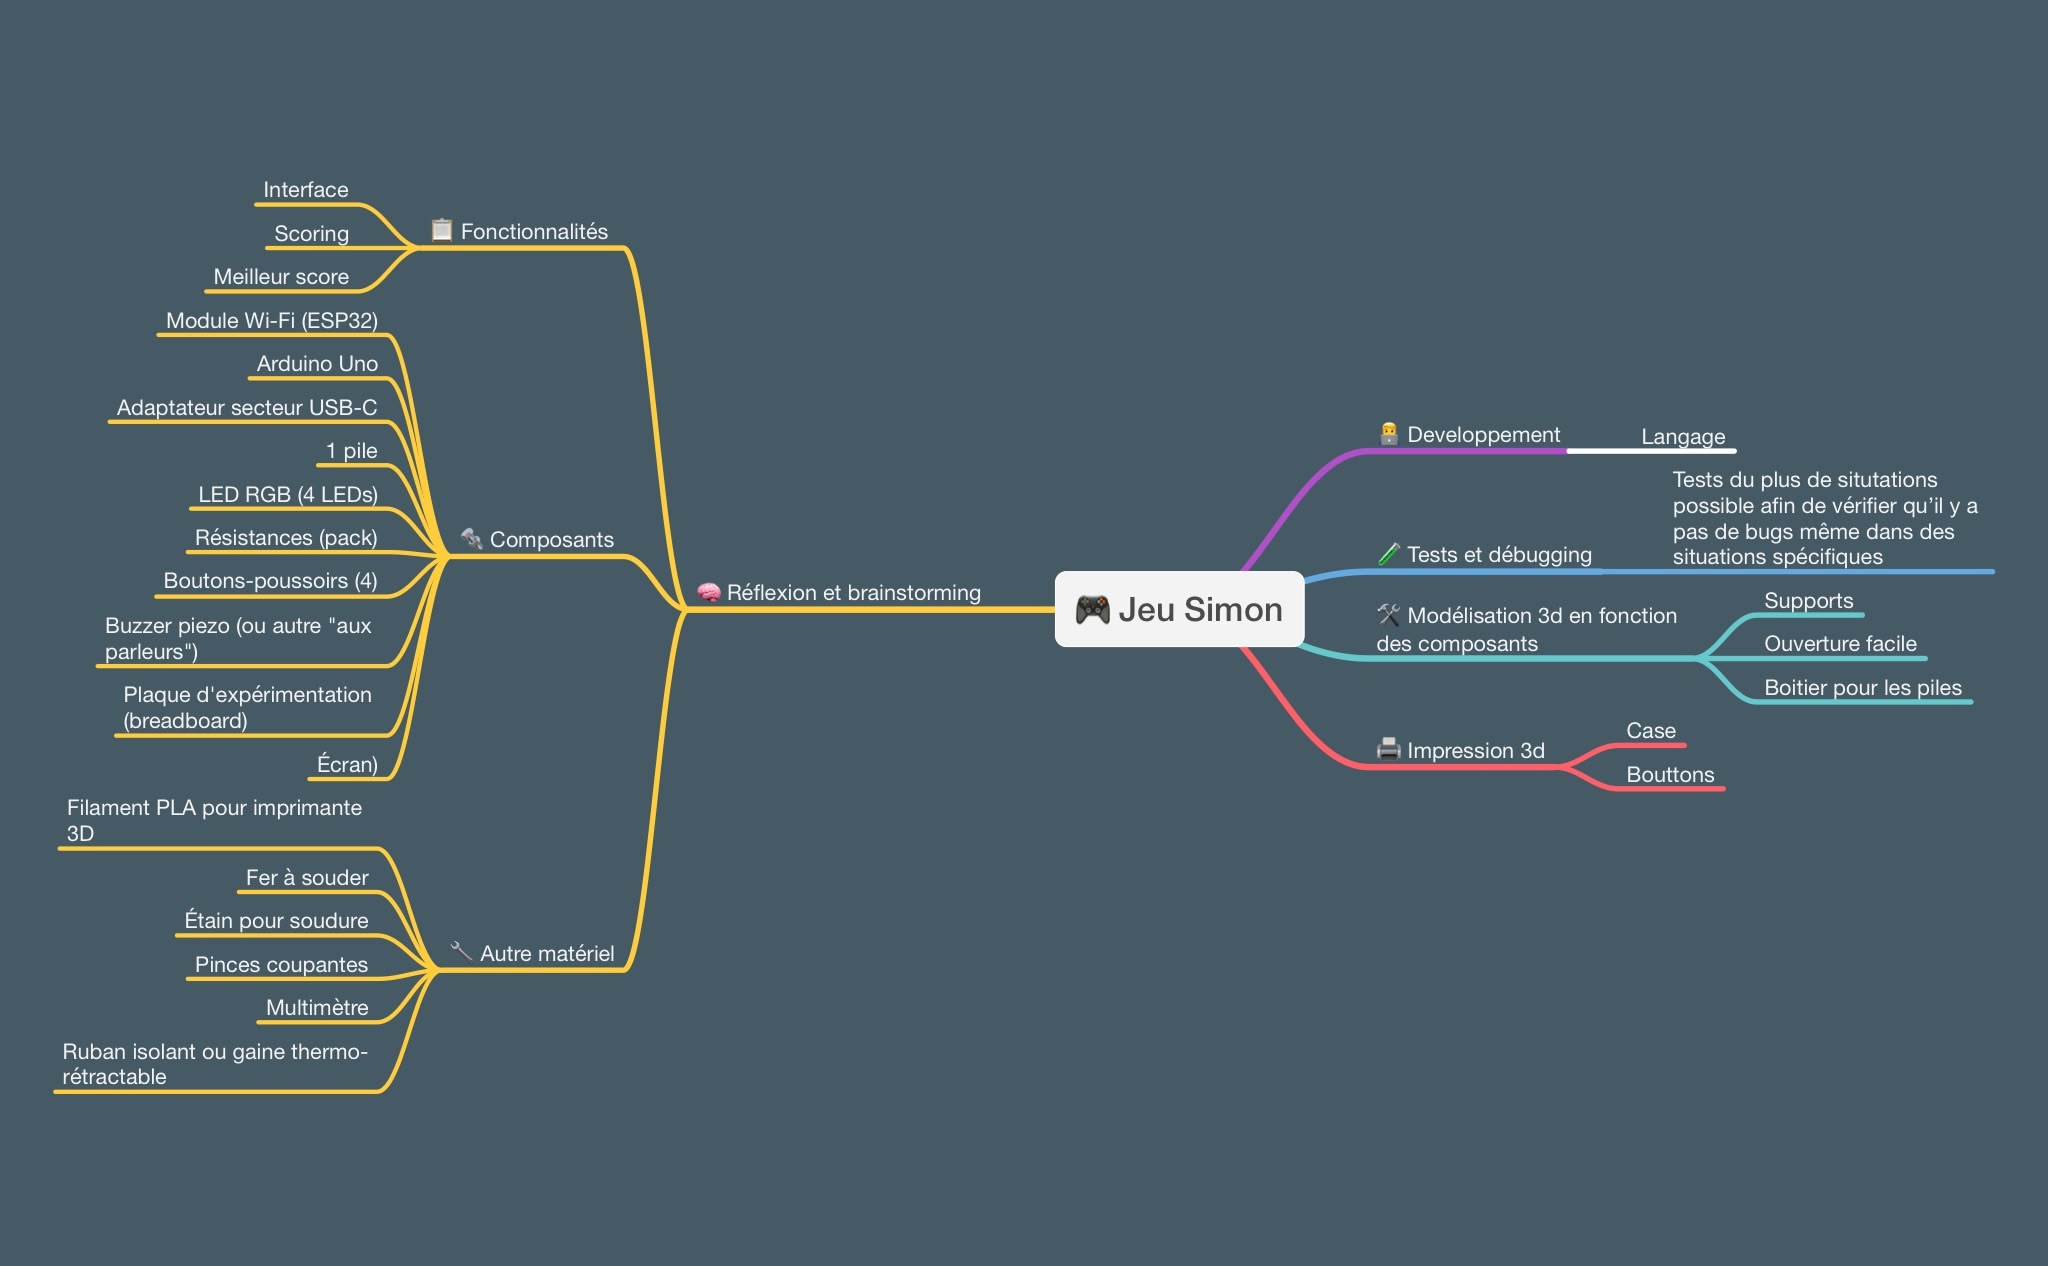 Interface
Scoring
Meilleur score
📋 Fonctionnalités
Module Wi-Fi (ESP32)
Arduino Uno
Adaptateur secteur USB-C
1 pile
LED RGB (4 LEDs)
Résistances (pack)
Boutons-poussoirs (4)
Buzzer piezo (ou autre "aux
parleurs")
Plaque d'expérimentation
(breadboard)
Écran)
🔩 Composants
Filament PLA pour imprimante
3D
Fer à souder
Étain pour soudure
Pinces coupantes
Multimètre
Ruban isolant ou gaine thermo-
rétractable
🔧 Autre matériel
🧠 Réflexion et brainstorming
🎮 Jeu Simon
👨‍💻 Developpement
Langage
🧪 Tests et débugging
Tests du plus de situtations
possible afin de vérifier qu’il y a
pas de bugs même dans des
situations spécifiques
🛠 Modélisation 3d en fonction
des composants
Supports
Ouverture facile
Boitier pour les piles
🖨 Impression 3d
Case
Bouttons